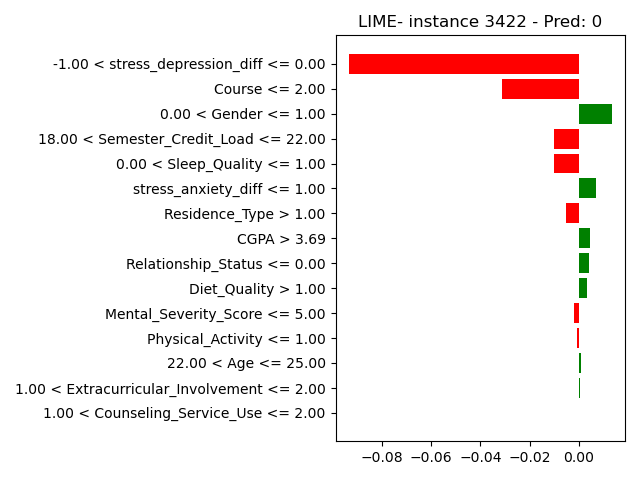 LIME- instance 3422 - Pred: 0
-1.00 < stress_depression_diff <= 0.00
Course <= 2.00
0.00 < Gender <= 1.00
18.00 < Semester_Credit_Load <= 22.00
0.00 < Sleep_Quality <= 1.00
stress_anxiety_diff <= 1.00
Residence_Type > 1.00
CGPA > 3.69
Relationship_Status <= 0.00
Diet_Quality > 1.00
Mental_Severity_Score <= 5.00
Physical_Activity <= 1.00
22.00 < Age <= 25.00
1.00 < Extracurricular_Involvement <= 2.00
1.00 < Counseling_Service_Use <= 2.00
−0.08 −0.06 −0.04 −0.02 0.00